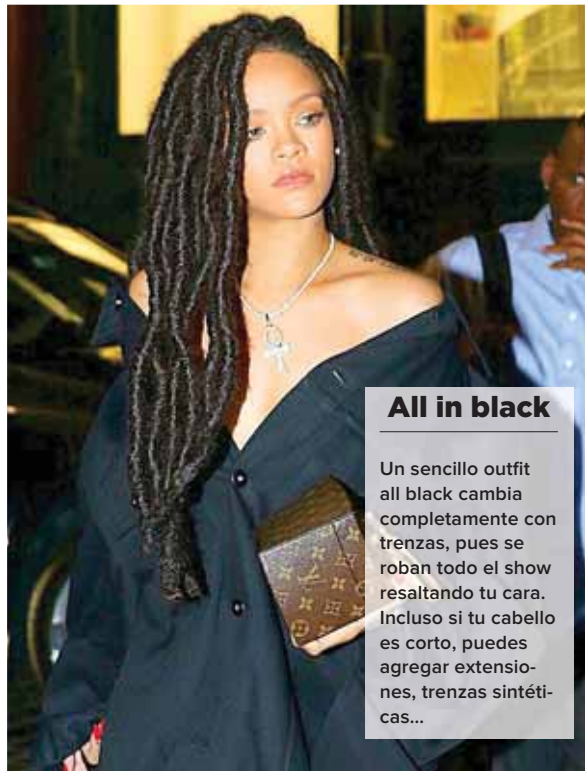 All in black
Un sencillo outfit
all black cambia
completamente con
trenzas, pues se
roban todo el show
resaltando tu cara.
Incluso si tu cabello
es corto, puedes
agregar extensio-
nes, trenzas sintéti-
cas...